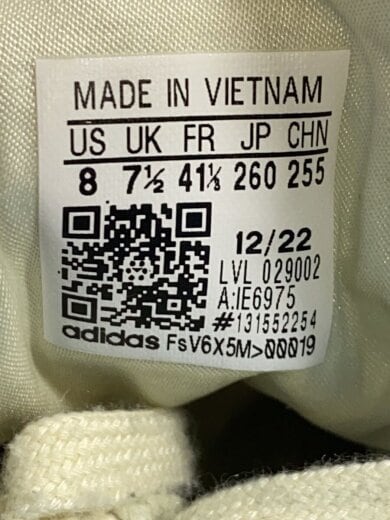 MADE IN VIETNAM
US UK FR JP CHN
8 7½ 41⅓ 260 255
12/22
LVL 029002
A:IE6975
#131552254
adidas FsV6X5M>00019